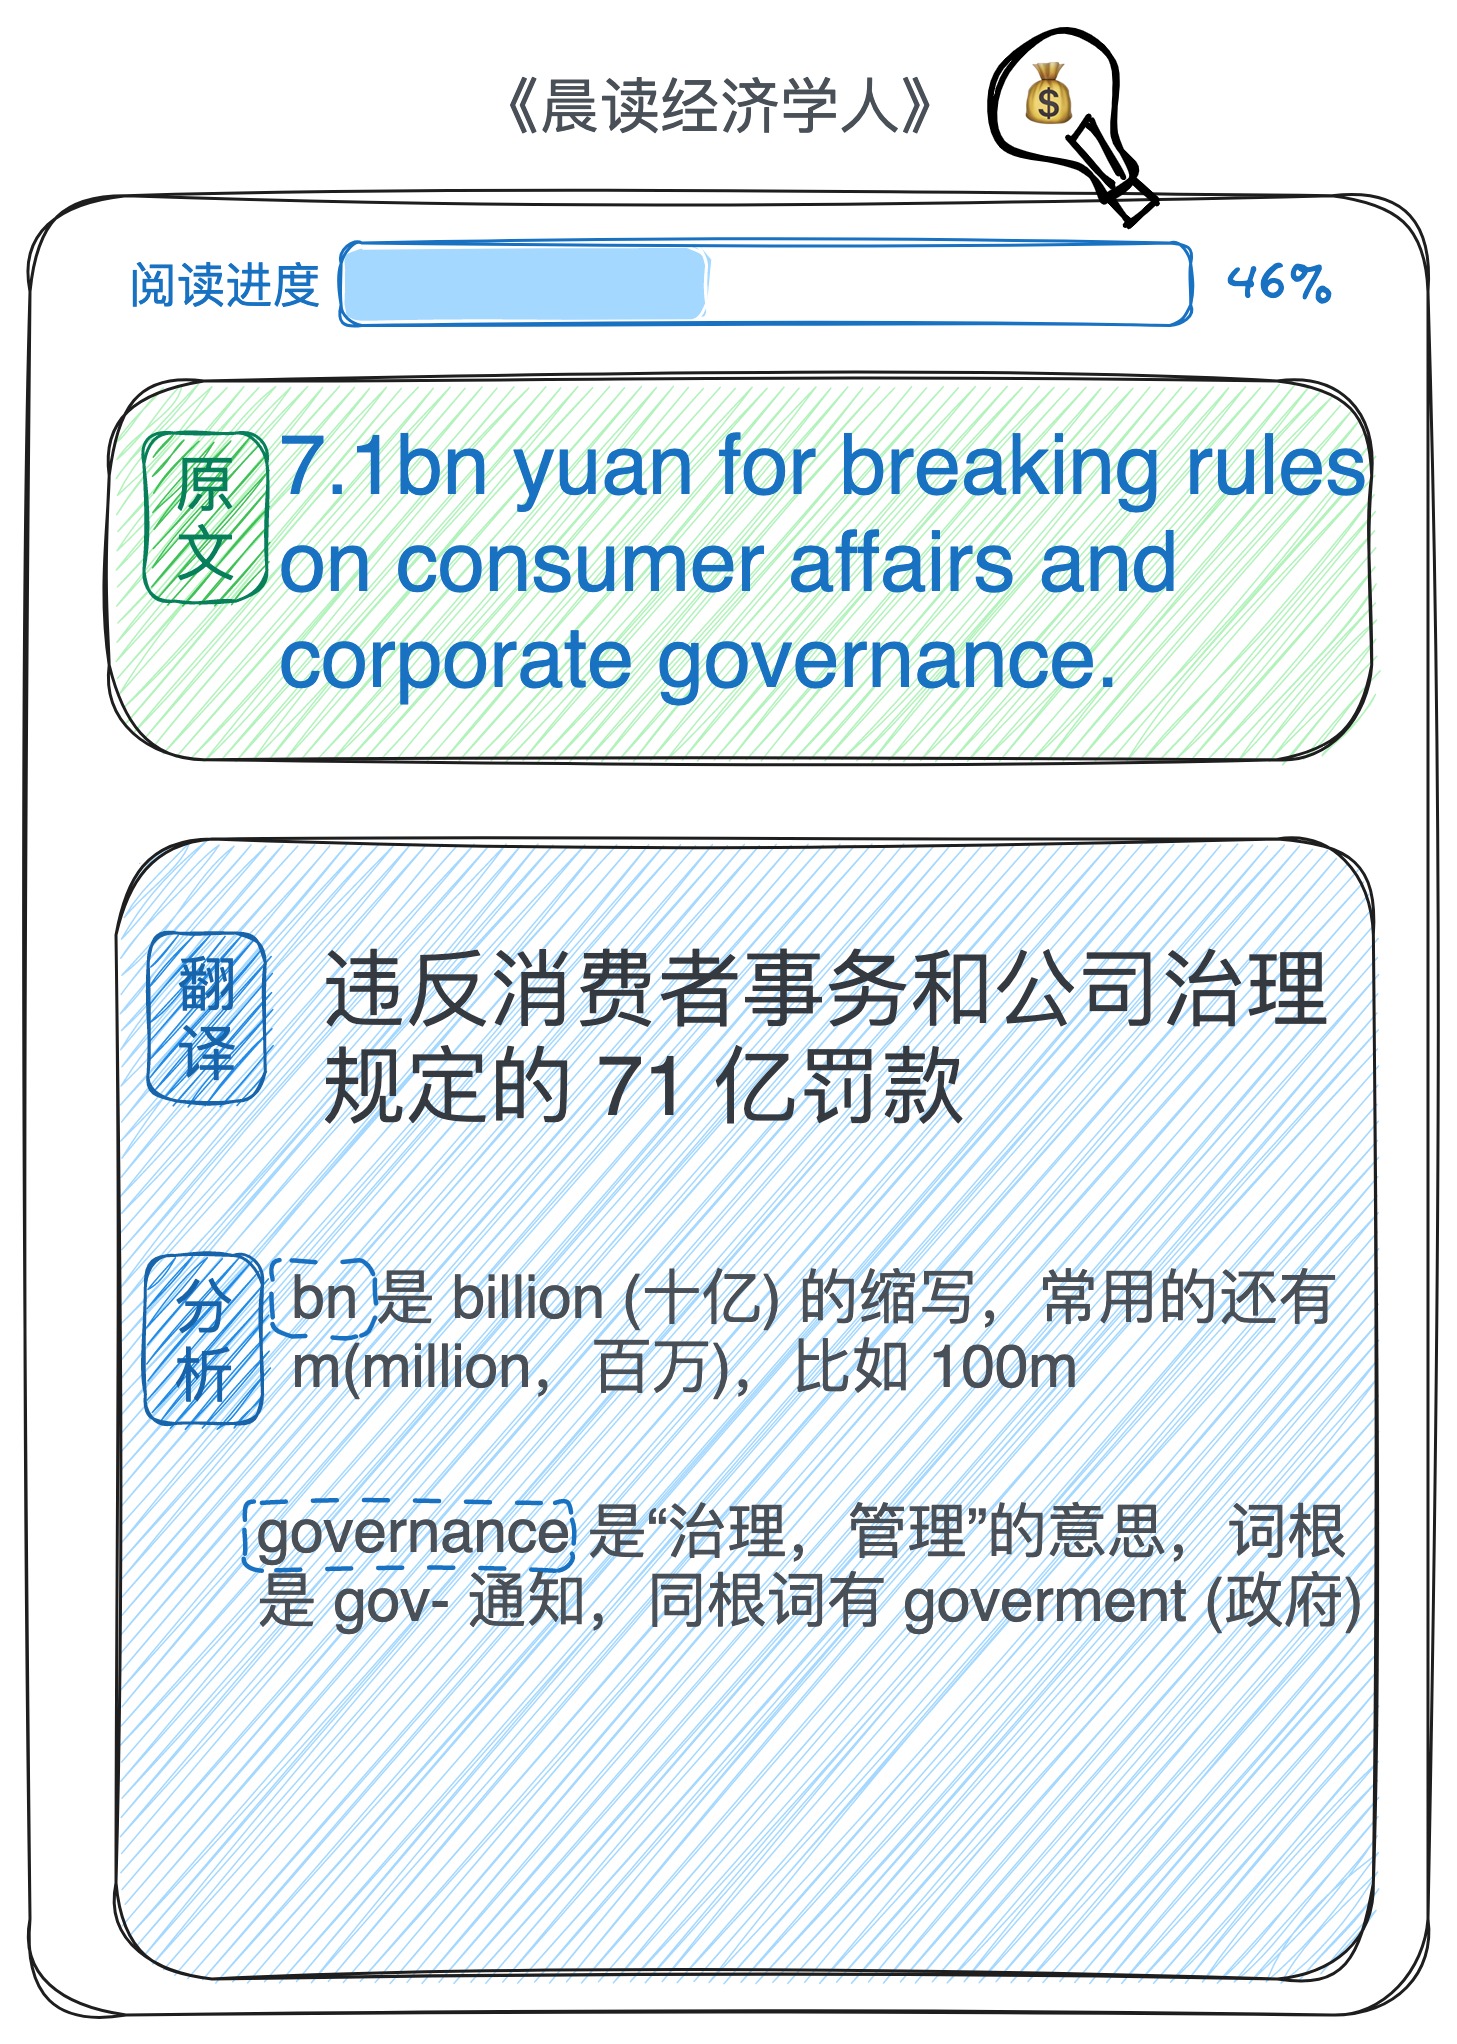 《晨读经济学人》
$
阅读进度
46%
原文
7.1bn yuan for breaking rules
on consumer affairs and
corporate governance.
翻译
违反消费者事务和公司治理
规定的 71 亿罚款
分析
bn 是 billion (十亿) 的缩写，常用的还有
m(million，百万)，比如 100m
governance 是“治理，管理”的意思，词根
是 gov- 通知，同根词有 goverment (政府)